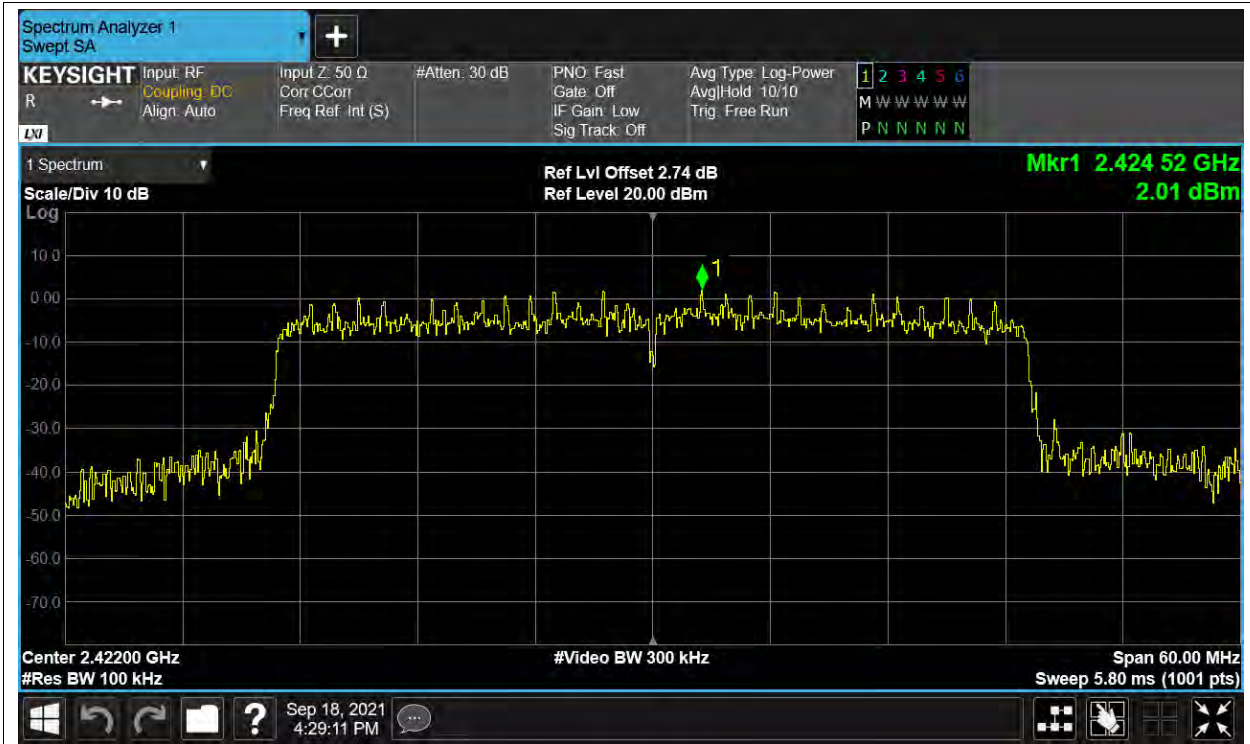 Spectrum Analyzer 1
Swept SA
+
KEYSIGHT
R
LXI
Input: RF
Coupling: DC
Align: Auto
Input Z: 50 Ω
Corr CCorr
Freq Ref: Int (S)
#Atten: 30 dB
PNO: Fast
Gate: Off
IF Gain: Low
Sig Track: Off
Avg Type: Log-Power
Avg|Hold: 10/10
Trig: Free Run
1 2 3 4 5 6
M W W W W W
P N N N N N
1 Spectrum
Scale/Div 10 dB
Ref Lvl Offset 2.74 dB
Ref Level 20.00 dBm
Mkr1 2.424 52 GHz
2.01 dBm
Log
10.0
0.00
-10.0
-20.0
-30.0
-40.0
-50.0
-60.0
-70.0
1
Center 2.42200 GHz
#Res BW 100 kHz
#Video BW 300 kHz
Span 60.00 MHz
Sweep 5.80 ms (1001 pts)
?
Sep 18, 2021
4:29:11 PM